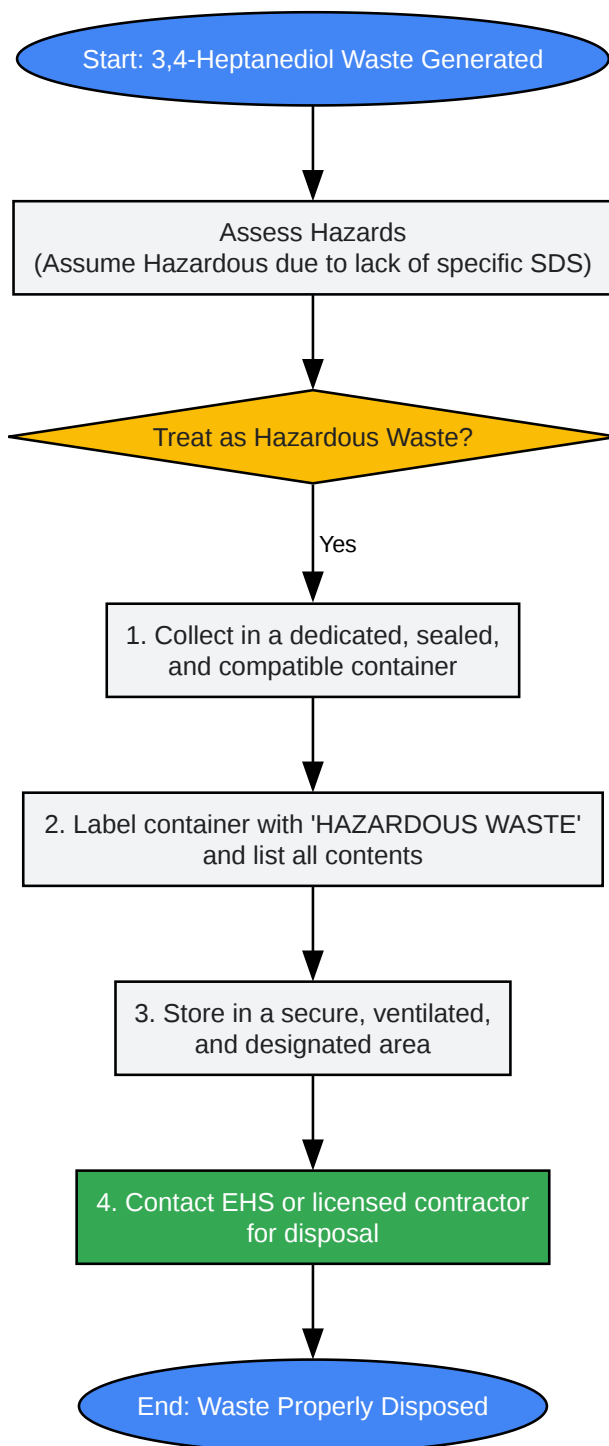 Start: 3,4-Heptanediol Waste Generated
Assess Hazards
(Assume Hazardous due to lack of specific SDS)
Treat as Hazardous Waste?
Yes
1. Collect in a dedicated, sealed,
and compatible container
2. Label container with 'HAZARDOUS WASTE'
and list all contents
3. Store in a secure, ventilated,
and designated area
4. Contact EHS or licensed contractor
for disposal
End: Waste Properly Disposed